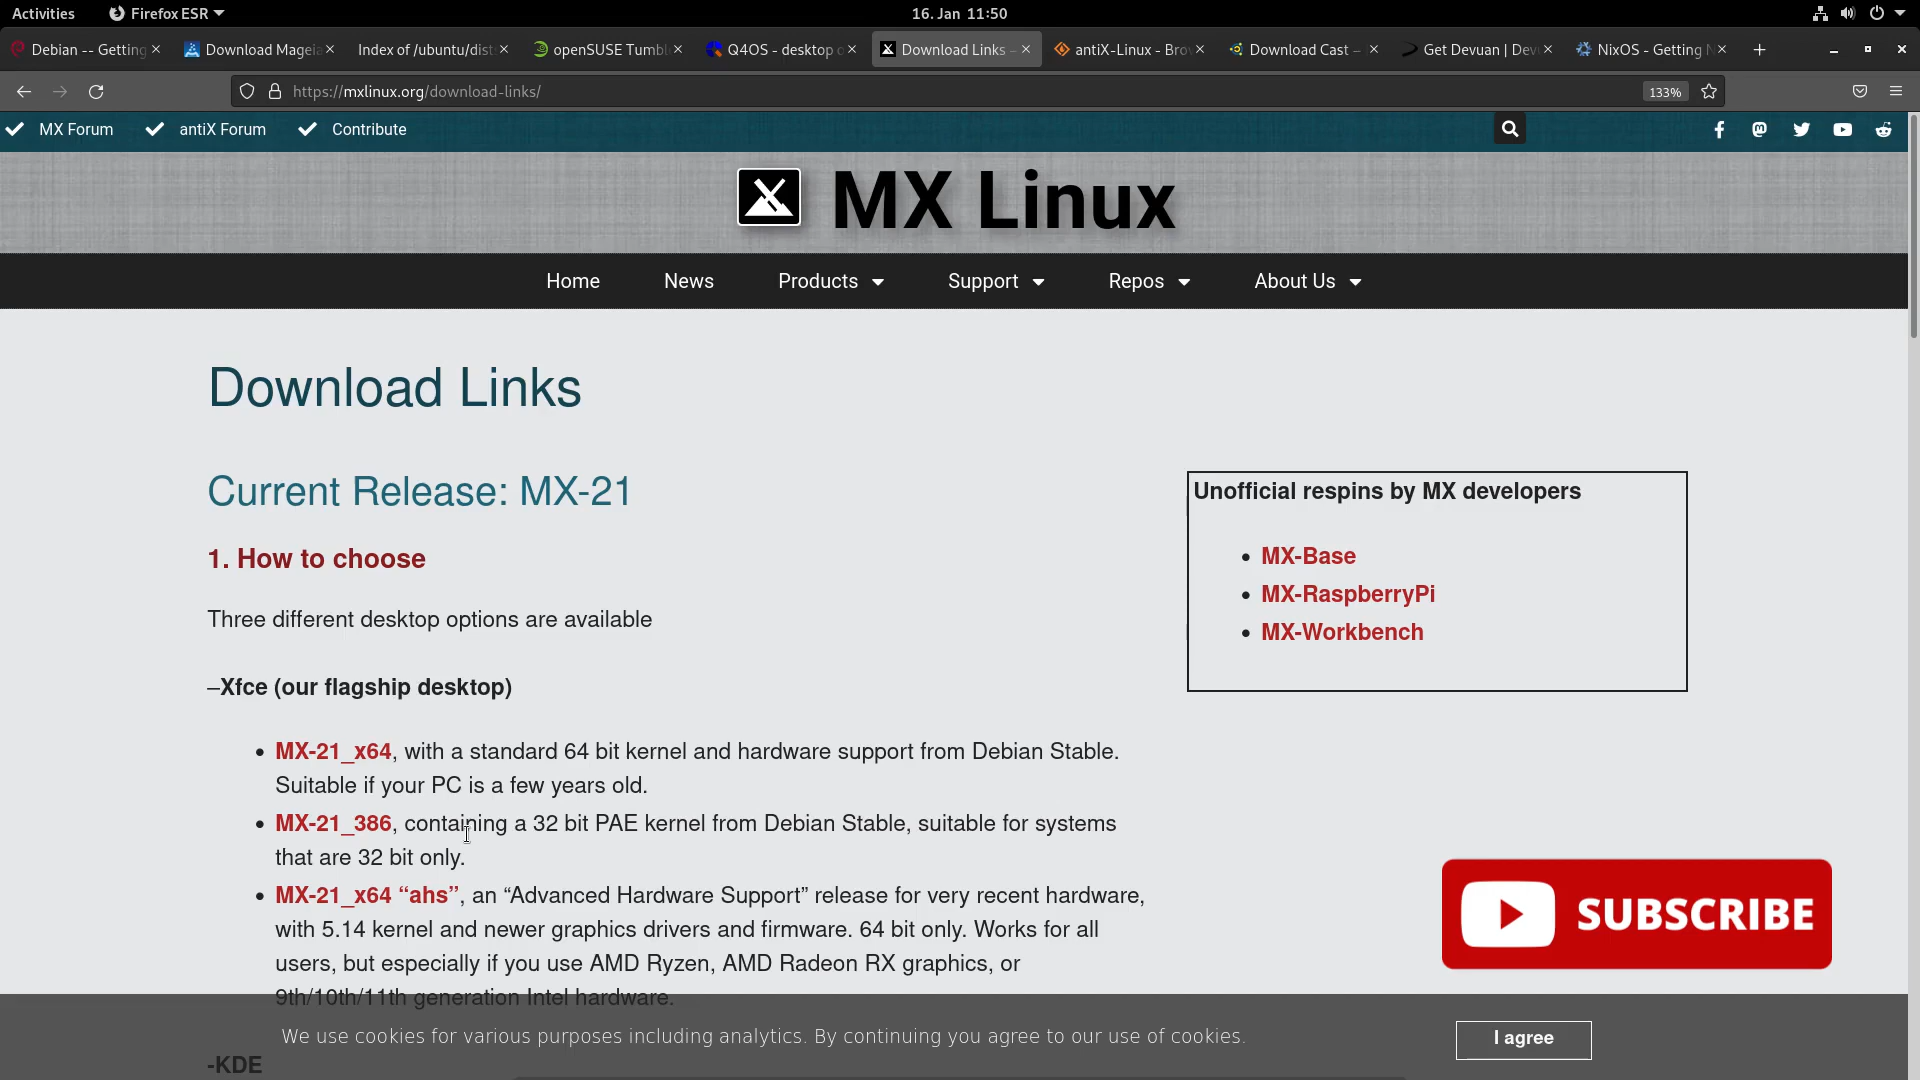 Activities Firefox ESR 16. Jan 11:50
Debian -- Getting Download Mageia Index of /ubuntu/dist openSUSE Tumbl Q4OS - desktop o Download Links – antiX-Linux - Brow Download Cast – Get Devuan | Dev NixOS - Getting N
https://mxlinux.org/download-links/ 133%
MX Forum antiX Forum Contribute
MX Linux
Home News Products Support Repos About Us
Download Links
Current Release: MX-21
Unofficial respins by MX developers
1. How to choose
• MX-Base
• MX-RaspberryPi
Three different desktop options are available
• MX-Workbench
–Xfce (our flagship desktop)
• MX-21_x64, with a standard 64 bit kernel and hardware support from Debian Stable.
Suitable if your PC is a few years old.
• MX-21_386, containing a 32 bit PAE kernel from Debian Stable, suitable for systems
that are 32 bit only.
• MX-21_x64 “ahs”, an “Advanced Hardware Support” release for very recent hardware,
with 5.14 kernel and newer graphics drivers and firmware. 64 bit only. Works for all
users, but especially if you use AMD Ryzen, AMD Radeon RX graphics, or
9th/10th/11th generation Intel hardware.
SUBSCRIBE
We use cookies for various purposes including analytics. By continuing you agree to our use of cookies.
I agree
-KDE